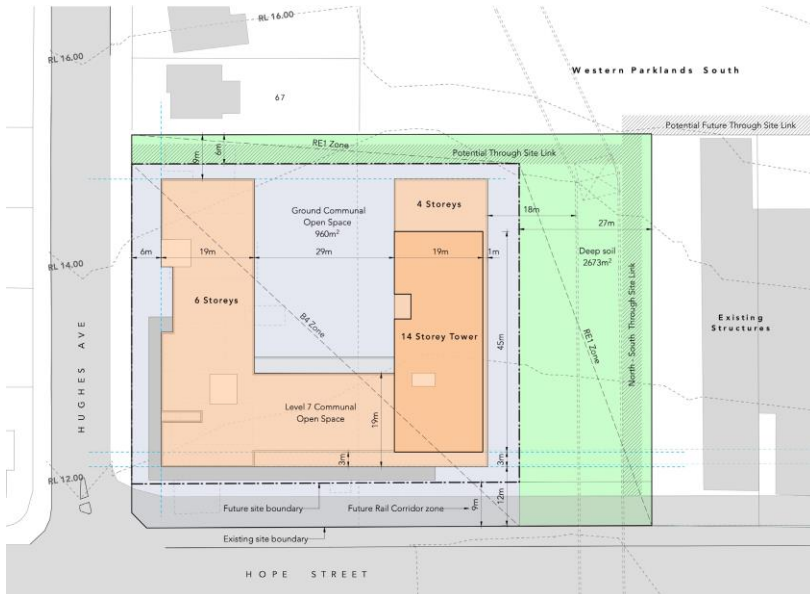 RL 16.00
RL 16.00
Western Parklands South
67
Potential Future Through Site Link
RE1 Zone
9m
6m
Potential Through Site Link
4 Storeys
Ground Communal
Open Space
960m²
18m
27m
6m
19m
29m
19m
1m
Deep soil
2673m²
RL 14.00
6 Storeys
B4 Zone
14 Storey Tower
45m
RE1 Zone
North - South Through Site Link
Existing
Structures
HUGHES AVE
Level 7 Communal
Open Space
19m
3m
3m
RL 12.00
Future site boundary
Future Rail Corridor zone
9m
12m
Existing site boundary
HOPE STREET